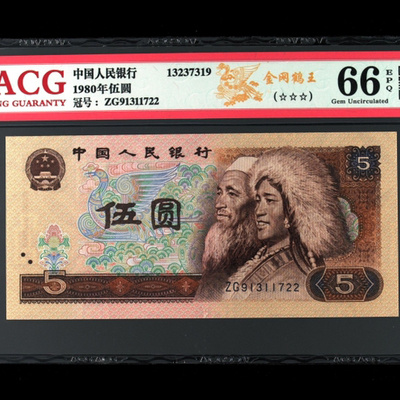 ACG
NG GUARANTY
中国人民银行
1980年伍圆
冠号：ZG91311722
13237319
金网鹤王
(☆☆☆)
66
EPQ
Gem Uncirculated
中国人民银行
5
伍圆
5
5
ZG91311722